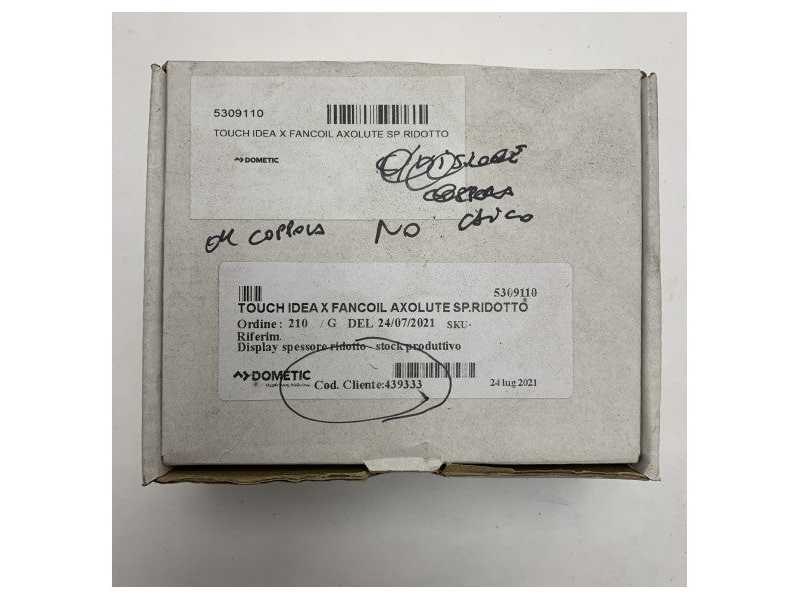 5309110
TOUCH IDEA X FANCOIL AXOLUTE SP.RIDOTTO
DOMETIC
COPPOLA
NO
5309110
TOUCH IDEA X FANCOIL AXOLUTE SP.RIDOTTO
Ordine: 210 /G DEL 24/07/2021 SKU-
Riferim.
Display spessore ridotto - stock produttivo
DOMETIC
Cod. Cliente:439333
24 lug 2021